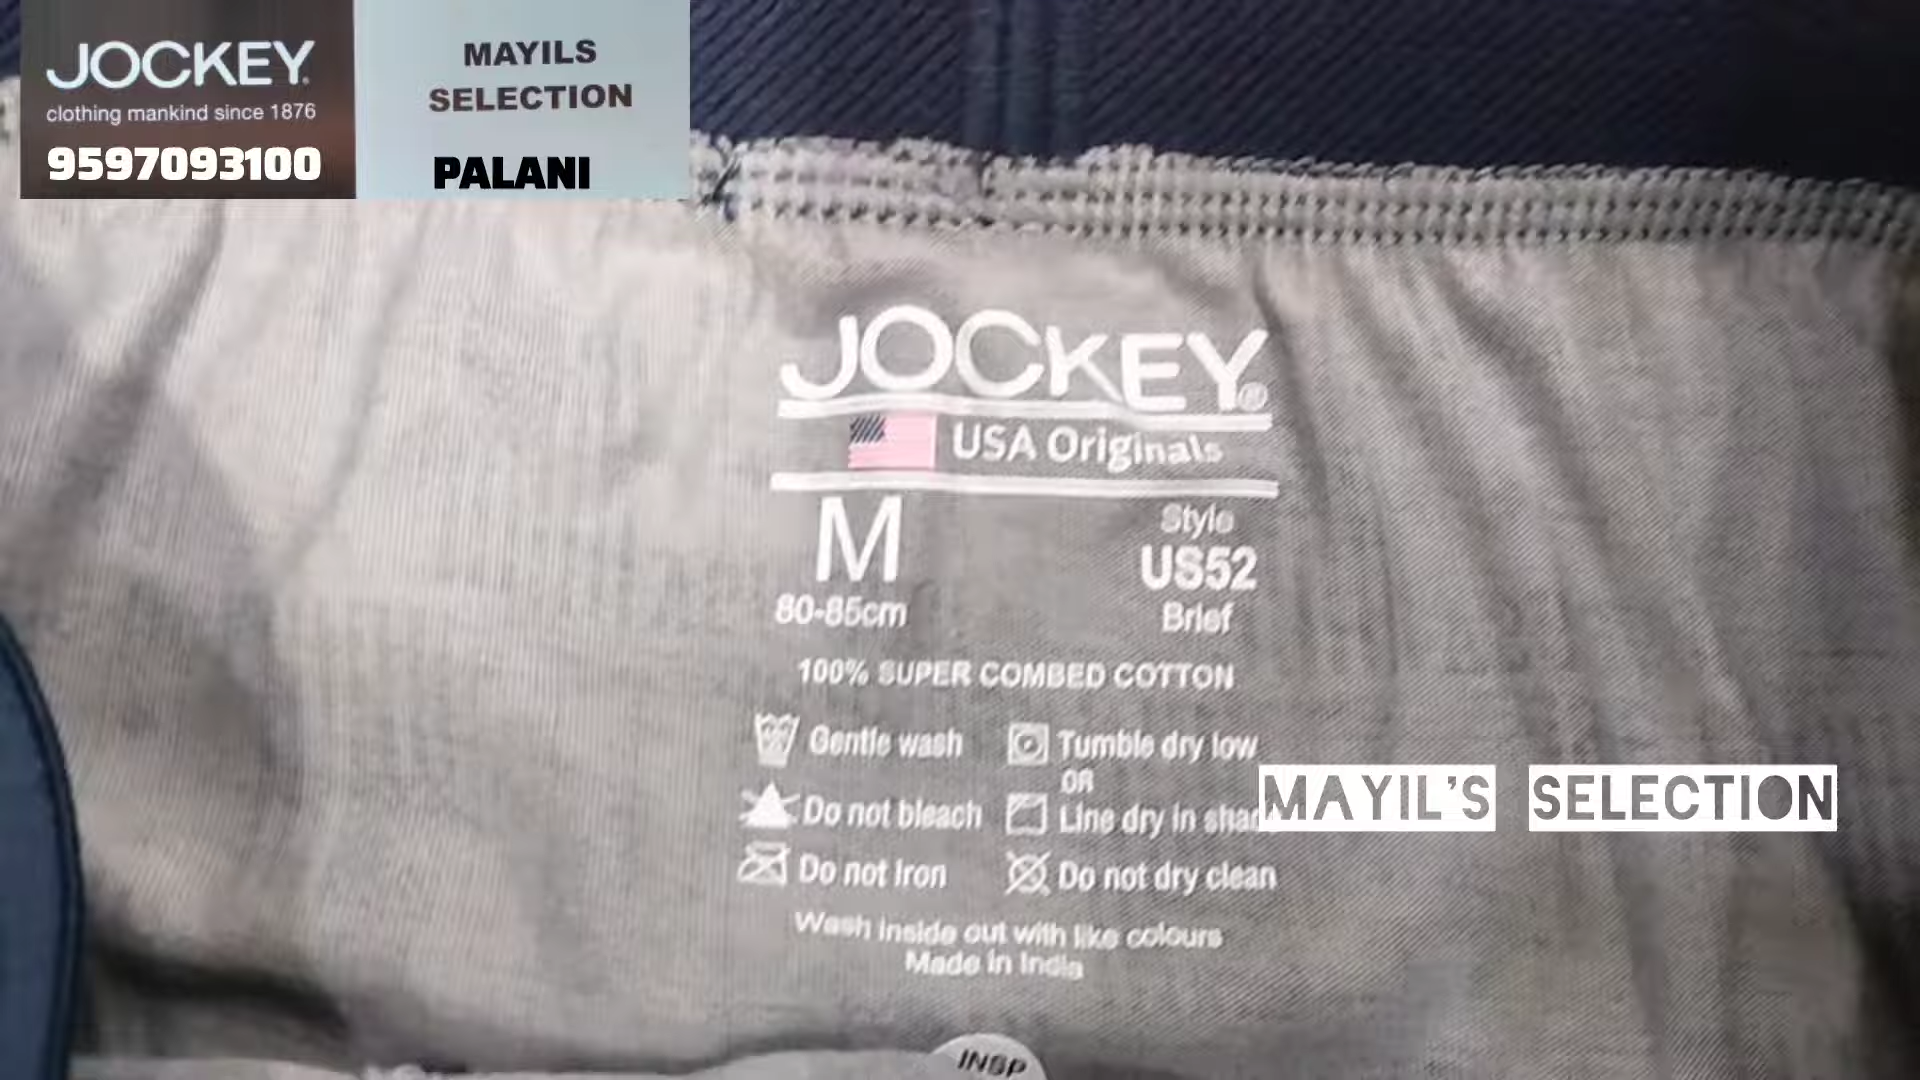 JOCKEY®
clothing mankind since 1876
9597093100
MAYILS
SELECTION
PALANI
JOCKEY®
USA Originals
M
80-85cm
Style
US52
Brief
100% SUPER COMBED COTTON
Gentle wash
Tumble dry low
OR
Do not bleach
Line dry in
MAYIL'S SELECTION
Do not iron
Do not dry clean
Wash inside out with like colours
Made in India
INSP